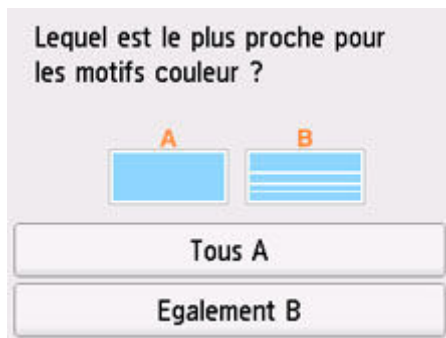 Lequel est le plus proche pour
les motifs couleur ?
A B
Tous A
Egalement B